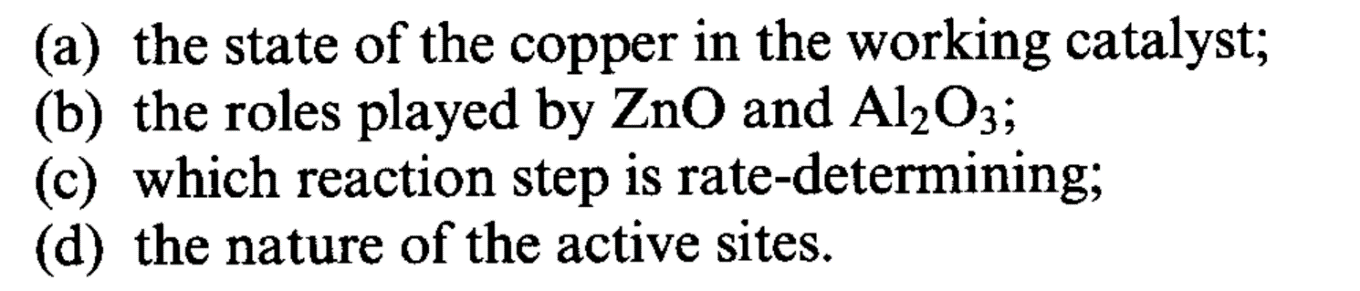 (a) the state of the copper in the working catalyst;
(b) the roles played by ZnO and Al₂O₃;
(c) which reaction step is rate-determining;
(d) the nature of the active sites.